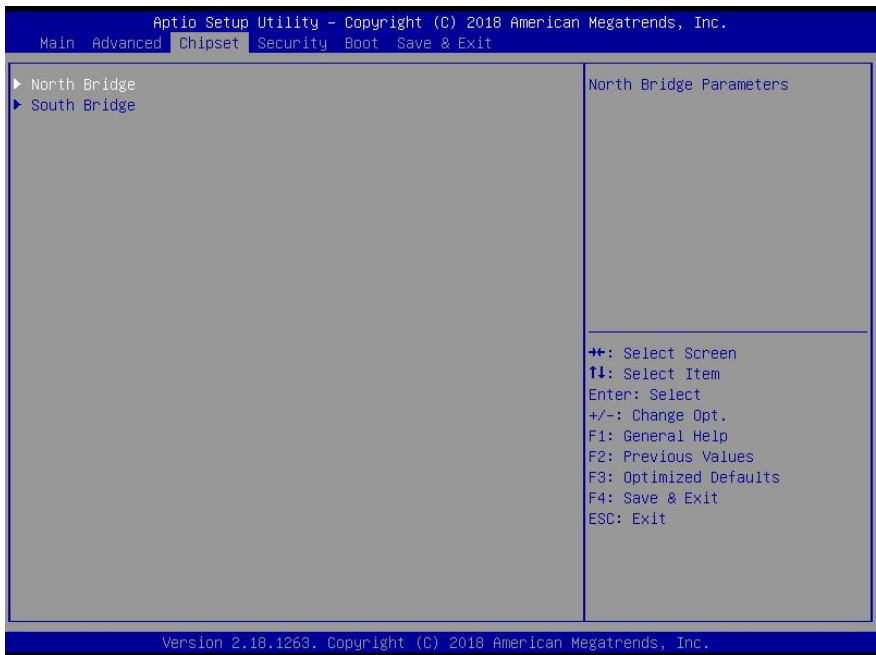 Aptio Setup Utility – Copyright (C) 2018 American Megatrends, Inc.
Main Advanced Chipset Security Boot Save & Exit
▶ North Bridge
▶ South Bridge
North Bridge Parameters
→←: Select Screen
↑↓: Select Item
Enter: Select
+/-: Change Opt.
F1: General Help
F2: Previous Values
F3: Optimized Defaults
F4: Save & Exit
ESC: Exit
Version 2.18.1263. Copyright (C) 2018 American Megatrends, Inc.